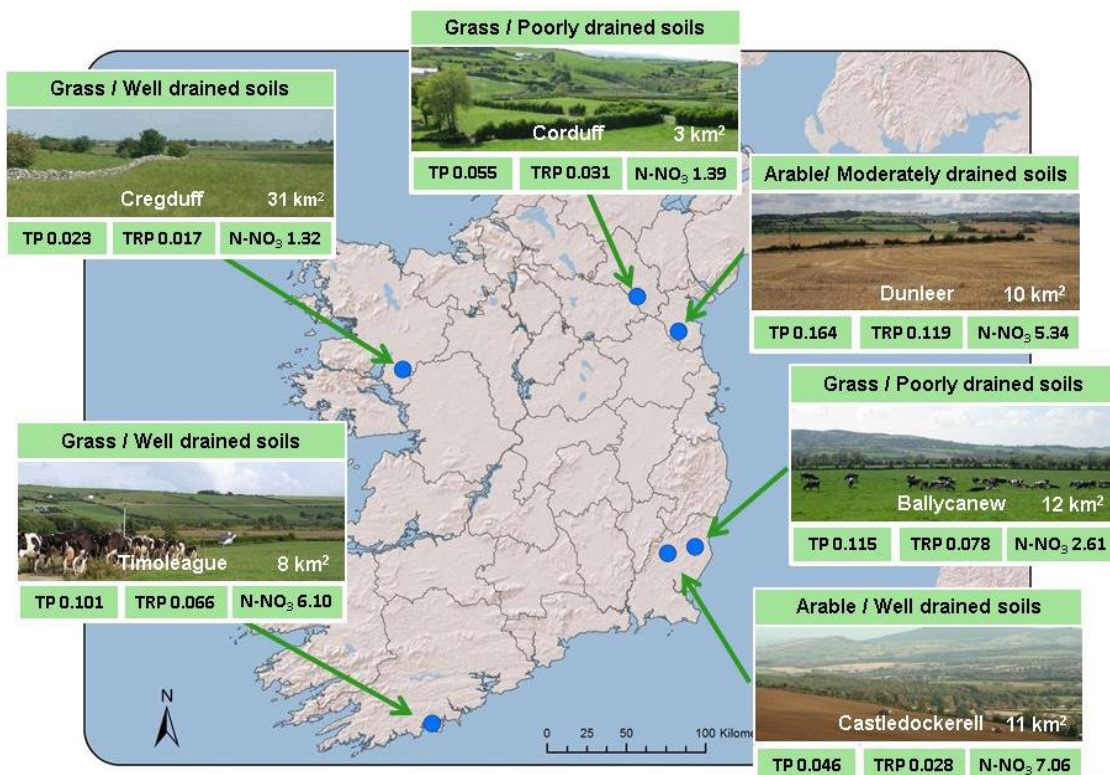 Grass / Poorly drained soils
Corduff 3 km²
TP 0.055 TRP 0.031 N-NO₃ 1.39
Grass / Well drained soils
Cregduff 31 km²
TP 0.023 TRP 0.017 N-NO₃ 1.32
Arable/ Moderately drained soils
Dunleer 10 km²
TP 0.164 TRP 0.119 N-NO₃ 5.34
Grass / Poorly drained soils
Ballycanew 12 km²
TP 0.115 TRP 0.078 N-NO₃ 2.61
Grass / Well drained soils
Timoleague 8 km²
TP 0.101 TRP 0.066 N-NO₃ 6.10
Arable / Well drained soils
Castledockerell 11 km²
TP 0.046 TRP 0.028 N-NO₃ 7.06
N
0 25 50 100 Kilome